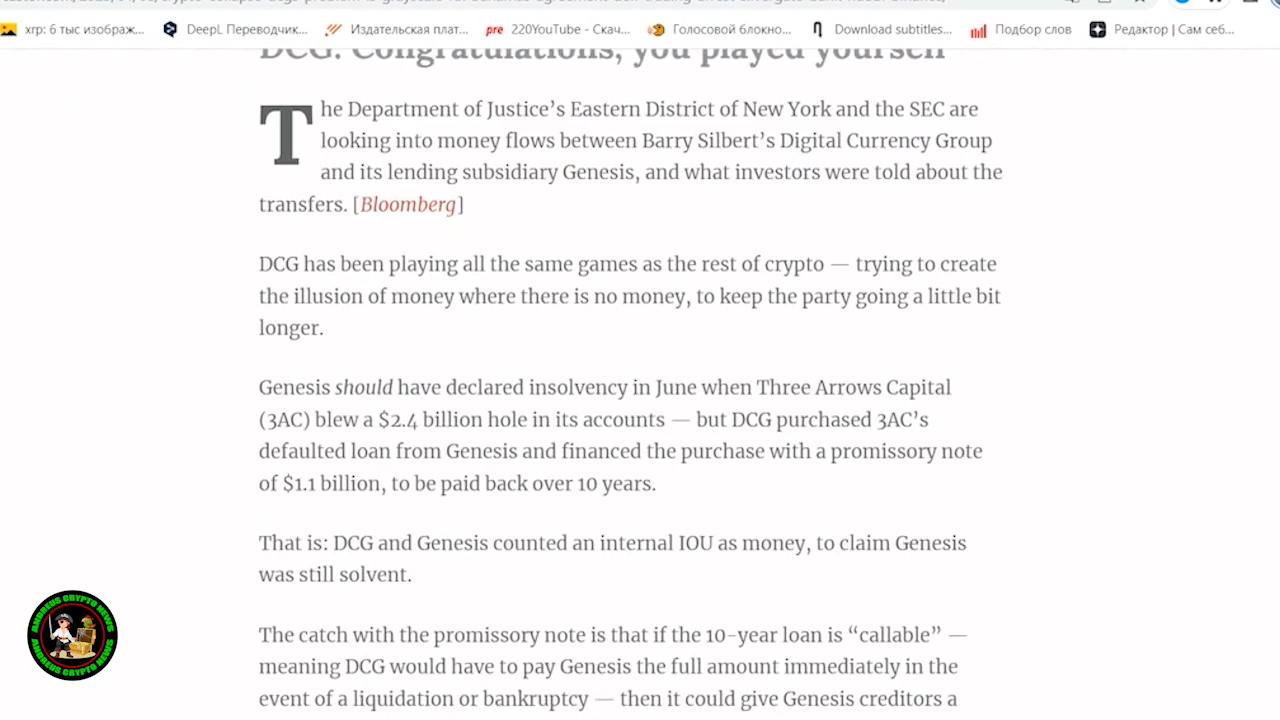 xrp: 6 тыс изображ...
DeepL Переводчик...
Издательская плат...
pre 220YouTube - Скач...
Голосовой блокно...
Download subtitles...
Подбор слов
Редактор | Сам себ...
DCG: Congratulations, you played yourself
The Department of Justice’s Eastern District of New York and the SEC are
looking into money flows between Barry Silbert’s Digital Currency Group
and its lending subsidiary Genesis, and what investors were told about the
transfers. [Bloomberg]
DCG has been playing all the same games as the rest of crypto — trying to create
the illusion of money where there is no money, to keep the party going a little bit
longer.
Genesis should have declared insolvency in June when Three Arrows Capital
(3AC) blew a $2.4 billion hole in its accounts — but DCG purchased 3AC’s
defaulted loan from Genesis and financed the purchase with a promissory note
of $1.1 billion, to be paid back over 10 years.
That is: DCG and Genesis counted an internal IOU as money, to claim Genesis
was still solvent.
The catch with the promissory note is that if the 10-year loan is “callable” —
meaning DCG would have to pay Genesis the full amount immediately in the
event of a liquidation or bankruptcy — then it could give Genesis creditors a
ANDREUS CRYPTO NEWS
ANDREUS CRYPTO NEWS